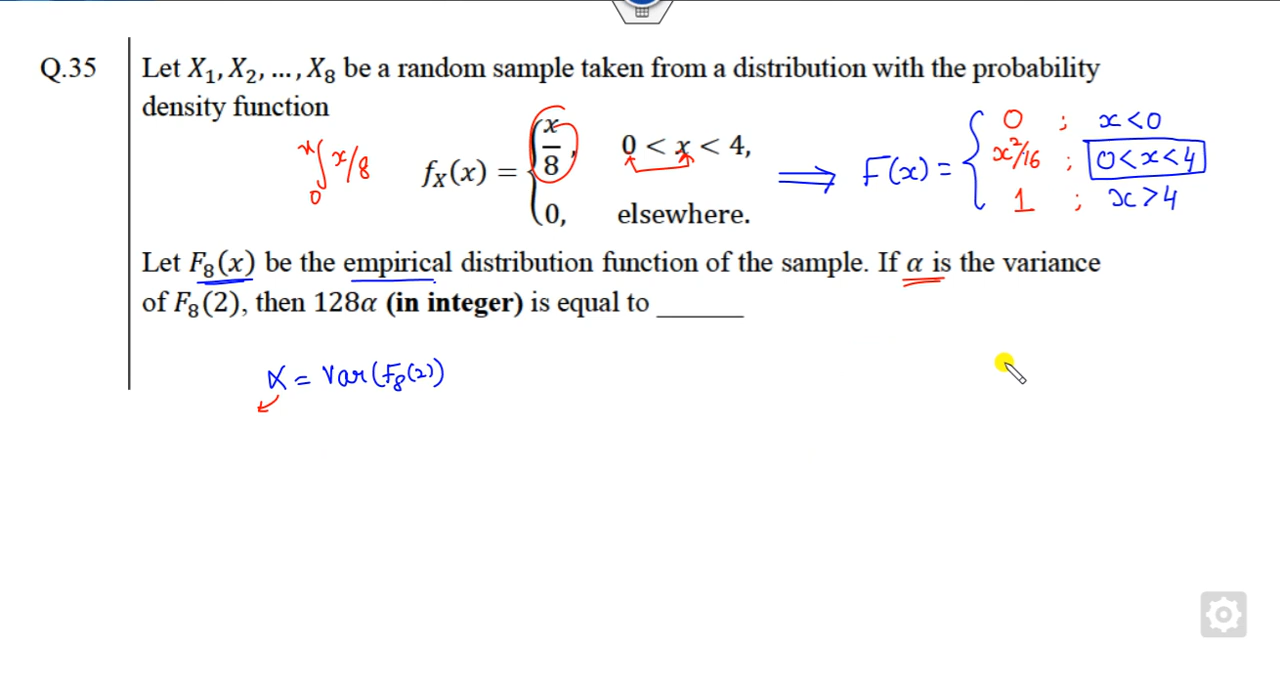 Q.35 Let X₁, X₂, ..., X₈ be a random sample taken from a distribution with the probability
density function
∫₀ˣ x/8 f_X(x) = { x/8, 0 < x < 4, ⟹ F(x) = { 0 ; x<0
x²/16 ; 0<x<4
0, elsewhere. 1 ; x>4
Let F₈(x) be the empirical distribution function of the sample. If α is the variance
of F₈(2), then 128α (in integer) is equal to ______
α = Var(F₈(2))